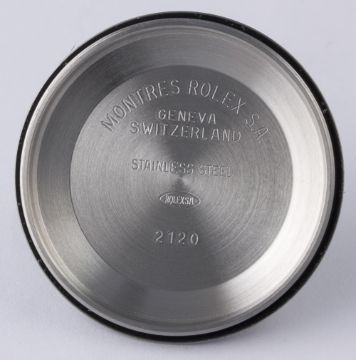 MONTRES ROLEX S.A
GENEVA
SWITZERLAND
STAINLESS STEEL
ROLEXSA
2120